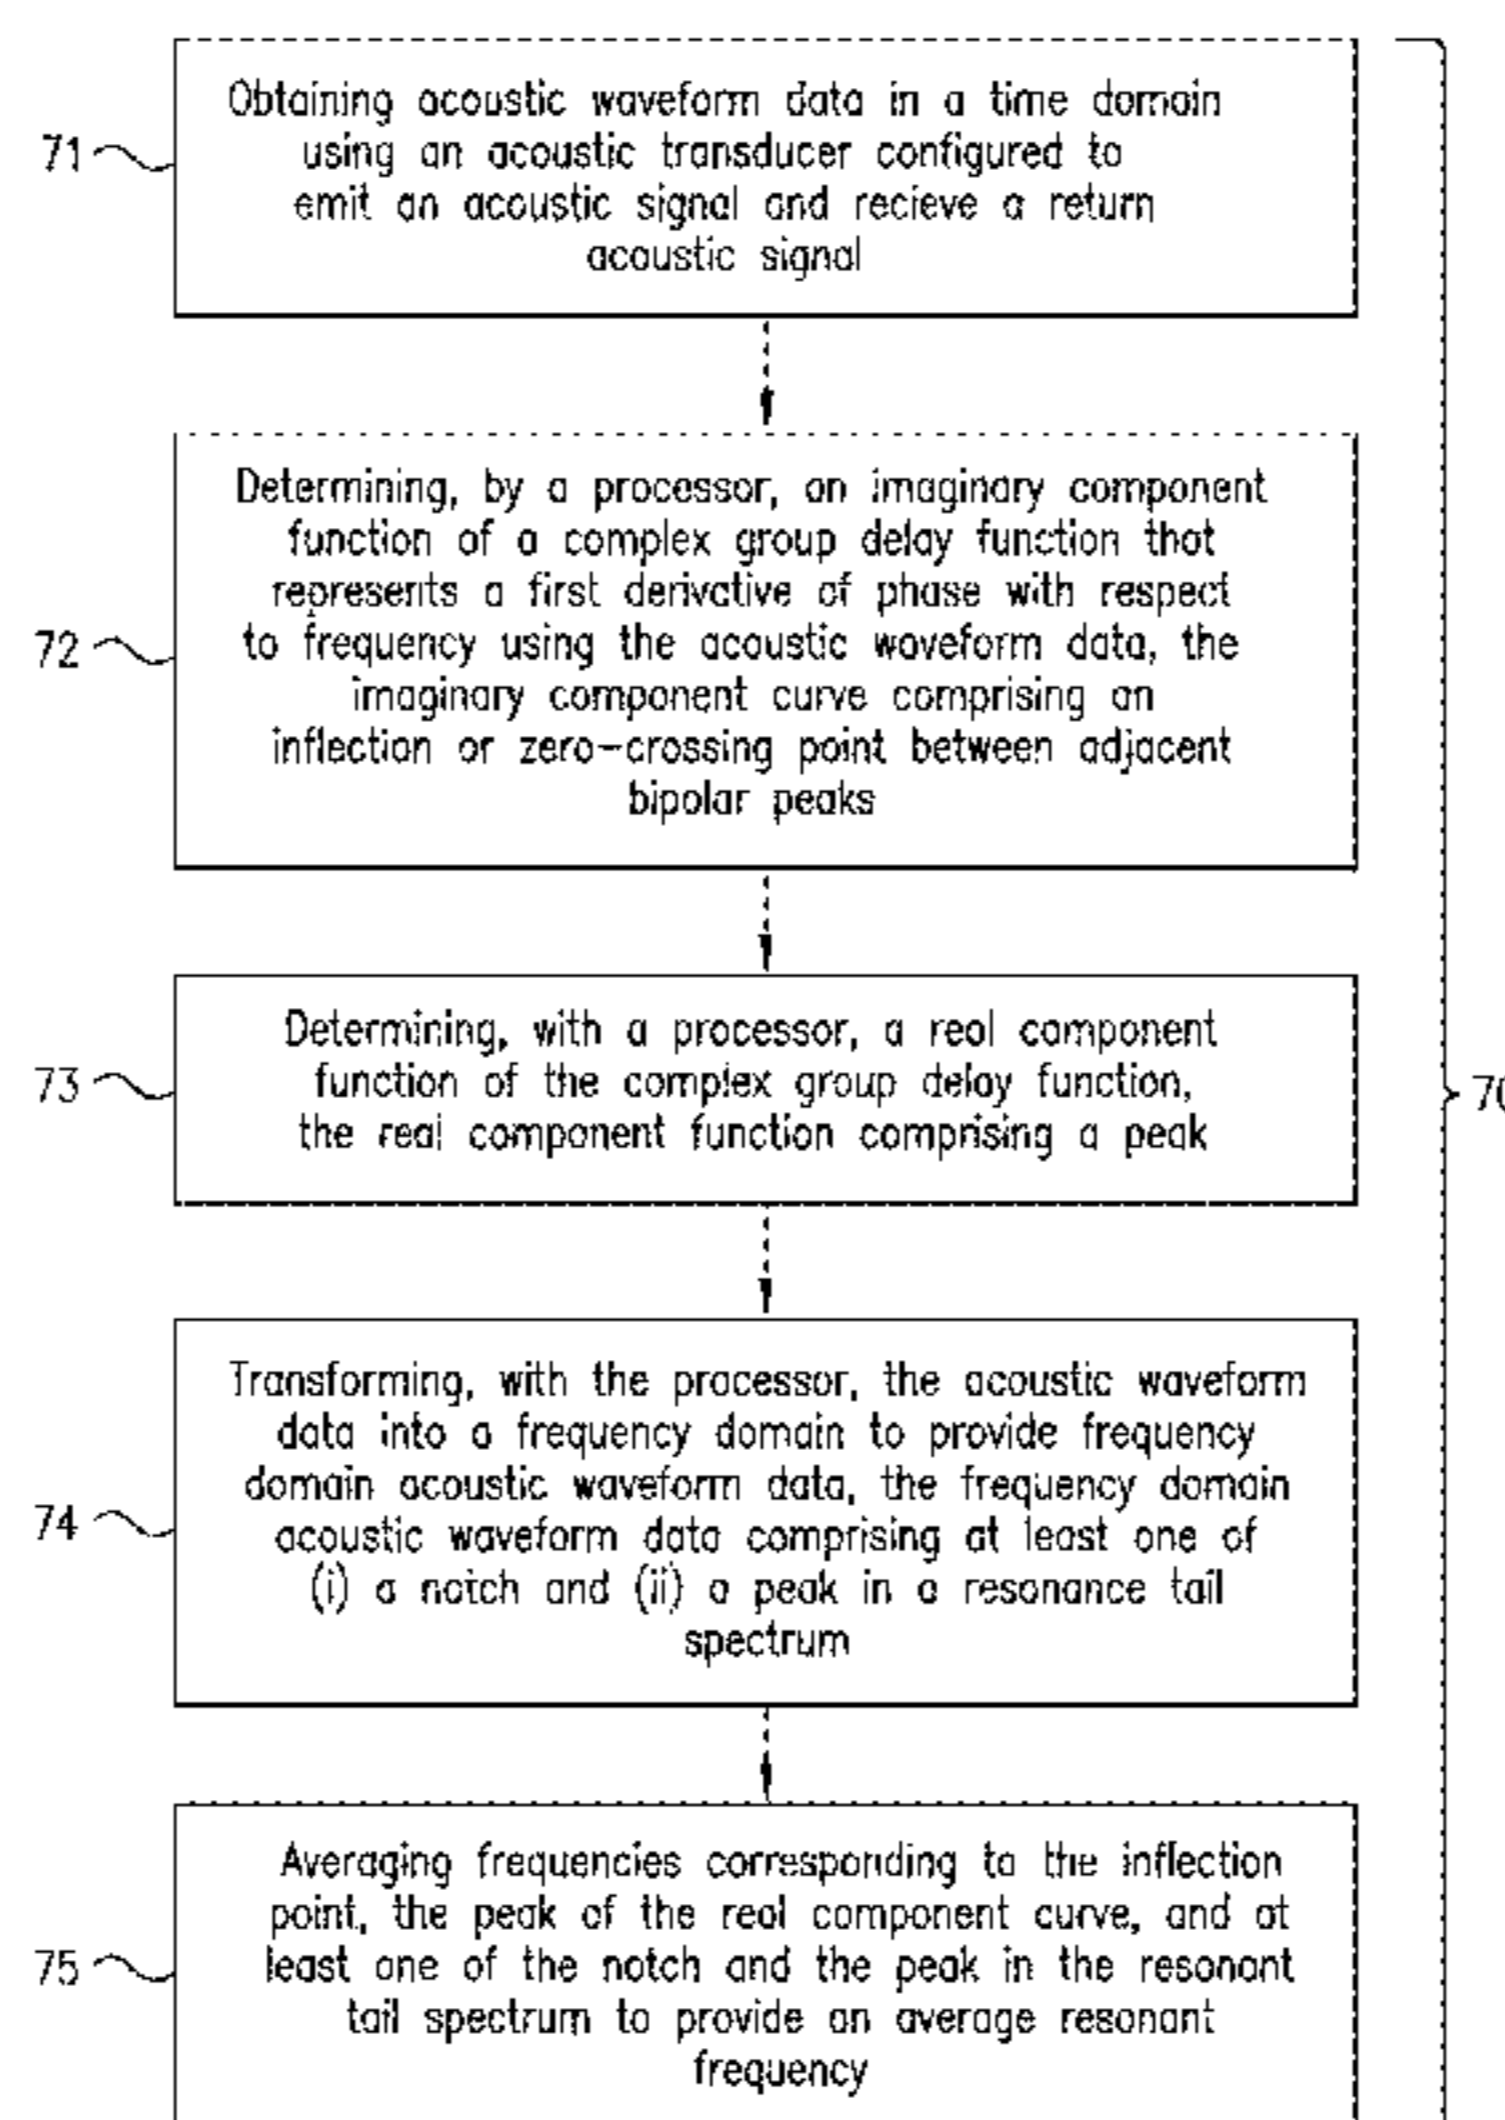 Obtaining acoustic waveform data in a time domain
using an acoustic transducer configured to
71
emit an acoustic signal and recieve a return
acoustic signal
Determining, by a processor, an imaginary component
function of a complex group delay function that
represents a first derivative of phase with respect
72
to frequency using the acoustic waveform data, the
imaginary component curve comprising an
inflection or zero-crossing point between adjacent
bipolar peaks
Determining, with a processor, a real component
73
function of the complex group delay function,
70
the real component function comprising a peak
Transforming, with the processor, the acoustic waveform
data into a frequency domain to provide frequency
domain acoustic waveform data, the frequency domain
74
acoustic waveform data comprising at least one of
(i) a notch and (ii) a peak in a resonance tail
spectrum
Averaging frequencies corresponding to the inflection
point, the peak of the real component curve, and at
75
least one of the notch and the peak in the resonant
tail spectrum to provide an average resonant
frequency